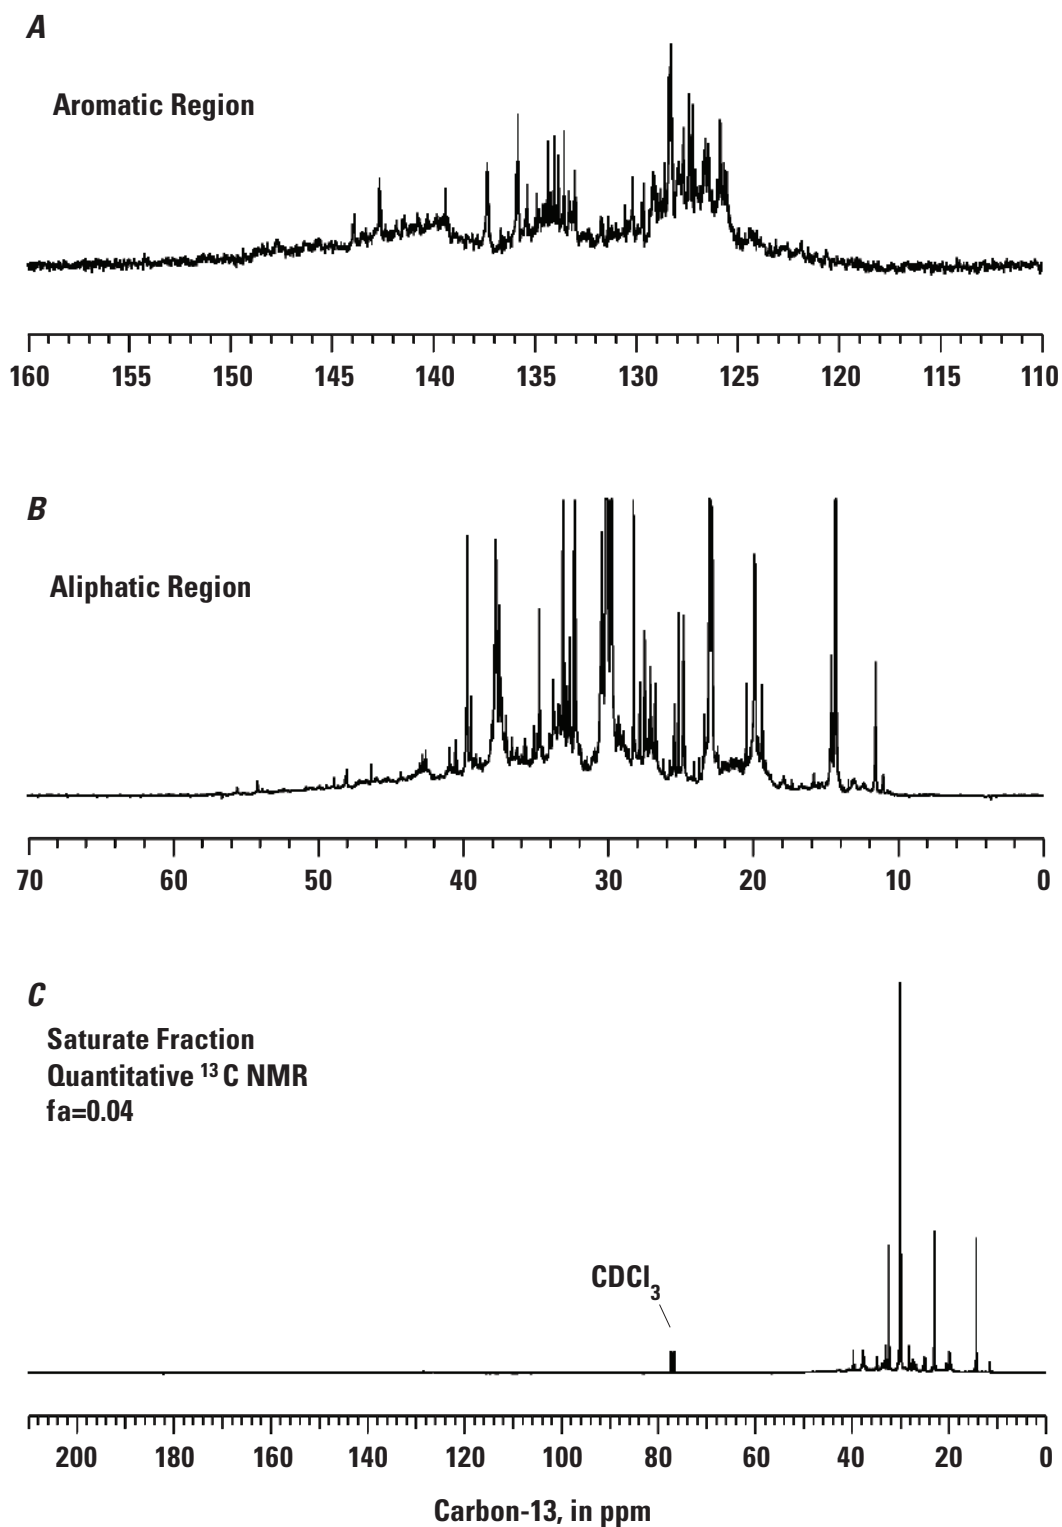 A
Aromatic Region
160 155 150 145 140 135 130 125 120 115 110
B
Aliphatic Region
70 60 50 40 30 20 10 0
C
Saturate Fraction
Quantitative ¹³C NMR
fa=0.04
CDCl₃
200 180 160 140 120 100 80 60 40 20 0
Carbon-13, in ppm